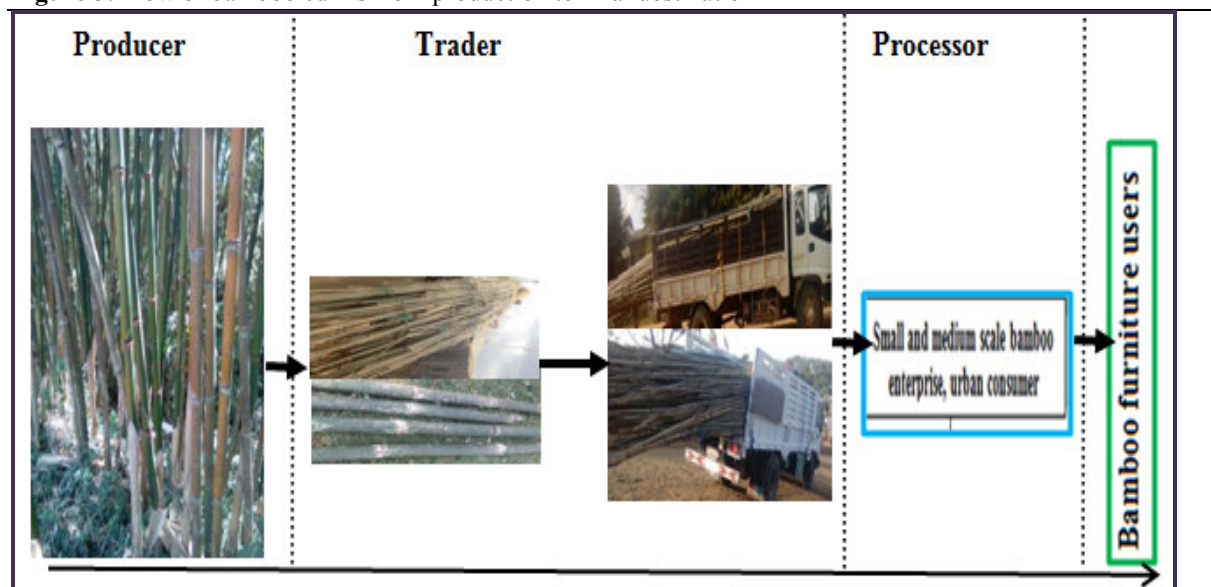 Producer
Trader
Processor
Small and medium scale bamboo
enterprise, urban consumer
Bamboo furniture users